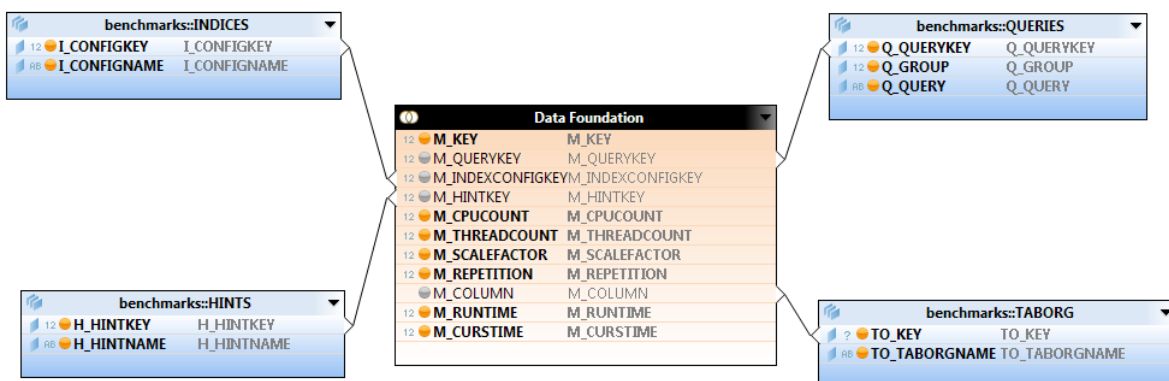 benchmarks::INDICES
12 I_CONFIGKEY I_CONFIGKEY
AB I_CONFIGNAME I_CONFIGNAME
benchmarks::QUERIES
12 Q_QUERYKEY Q_QUERYKEY
12 Q_GROUP Q_GROUP
AB Q_QUERY Q_QUERY
Data Foundation
12 M_KEY M_KEY
12 M_QUERYKEY M_QUERYKEY
12 M_INDEXCONFIGKEY M_INDEXCONFIGKEY
12 M_HINTKEY M_HINTKEY
12 M_CPUCOUNT M_CPUCOUNT
12 M_THREADCOUNT M_THREADCOUNT
12 M_SCALEFACTOR M_SCALEFACTOR
12 M_REPETITION M_REPETITION
M_COLUMN M_COLUMN
12 M_RUNTIME M_RUNTIME
12 M_CURSTIME M_CURSTIME
benchmarks::HINTS
12 H_HINTKEY H_HINTKEY
AB H_HINTNAME H_HINTNAME
benchmarks::TABORG
? TO_KEY TO_KEY
AB TO_TABORGNAME TO_TABORGNAME